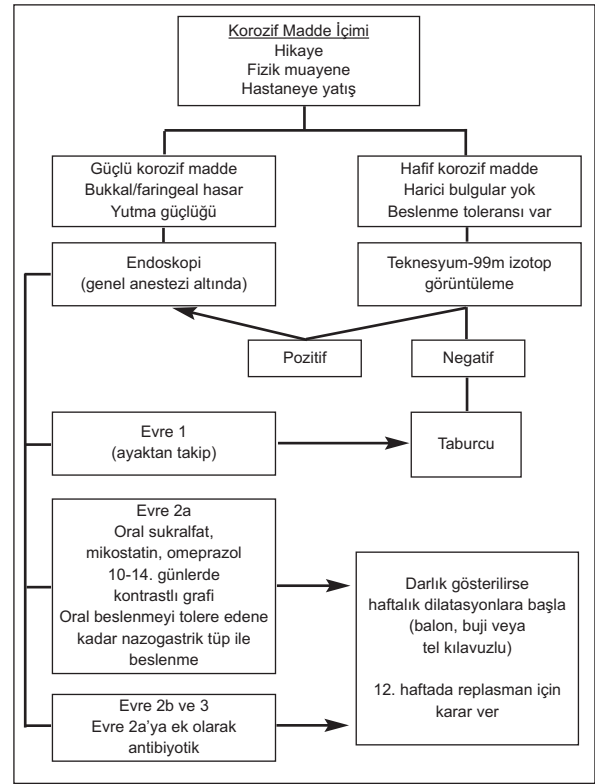 Korozif Madde İçimi
Hikaye
Fizik muayene
Hastaneye yatış
Güçlü korozif madde
Bukkal/faringeal hasar
Yutma güçlüğü
Hafif korozif madde
Harici bulgular yok
Beslenme toleransı var
Endoskopi
(genel anestezi altında)
Teknesyum-99m izotop
görüntüleme
Pozitif
Negatif
Evre 1
(ayaktan takip)
Taburcu
Evre 2a
Oral sukralfat,
mikostatin, omeprazol
10-14. günlerde
kontrastlı grafi
Oral beslenmeyi tolere edene
kadar nazogastrik tüp ile
beslenme
Darlık gösterilirse
haftalık dilatasyonlara başla
(balon, buji veya
tel kılavuzlu)
12. haftada replasman için
karar ver
Evre 2b ve 3
Evre 2a'ya ek olarak
antibiyotik